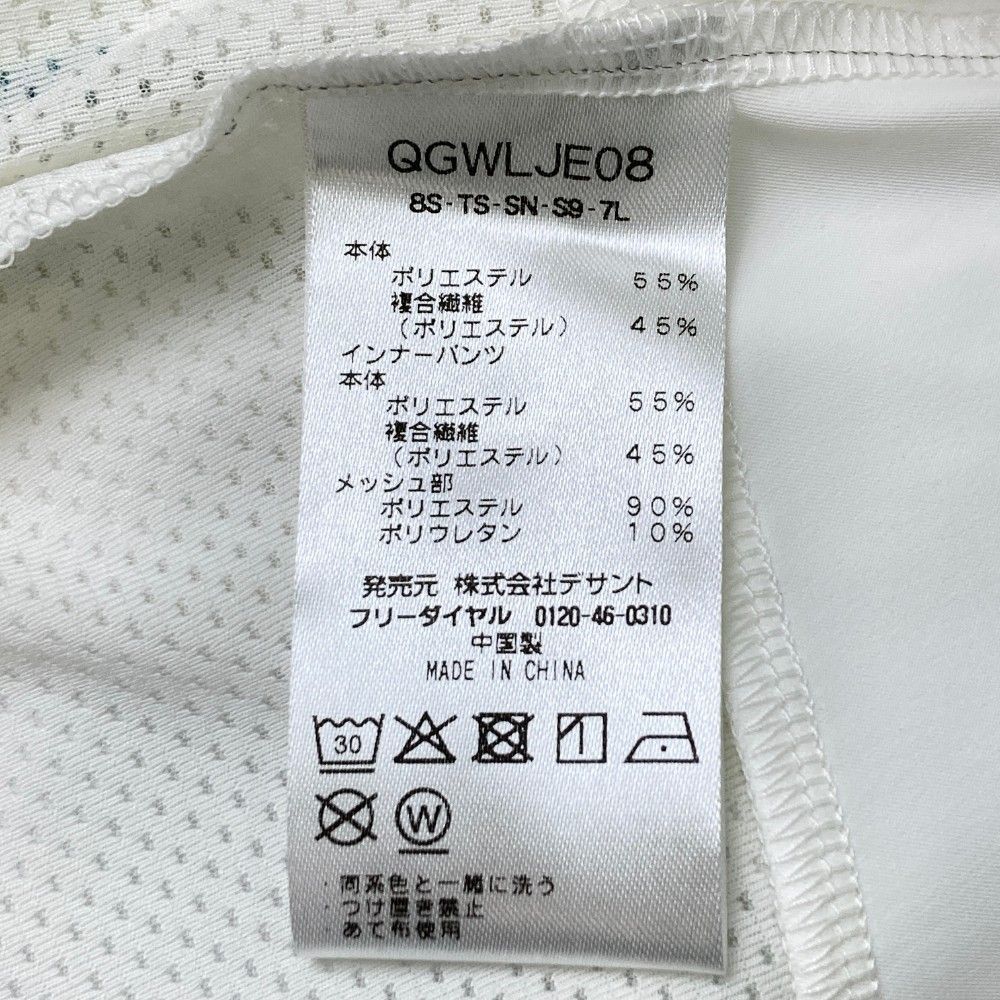 QGWLJE08
8S-TS-SN-S9-7L
本体
ポリエステル 55%
複合繊維
(ポリエステル) 45%
インナーパンツ
本体
ポリエステル 55%
複合繊維
(ポリエステル) 45%
メッシュ部
ポリエステル 90%
ポリウレタン 10%
発売元 株式会社デサント
フリーダイヤル 0120-46-0310
中国製
MADE IN CHINA
30
W
・同系色と一緒に洗う
・つけ置き禁止
・あて布使用